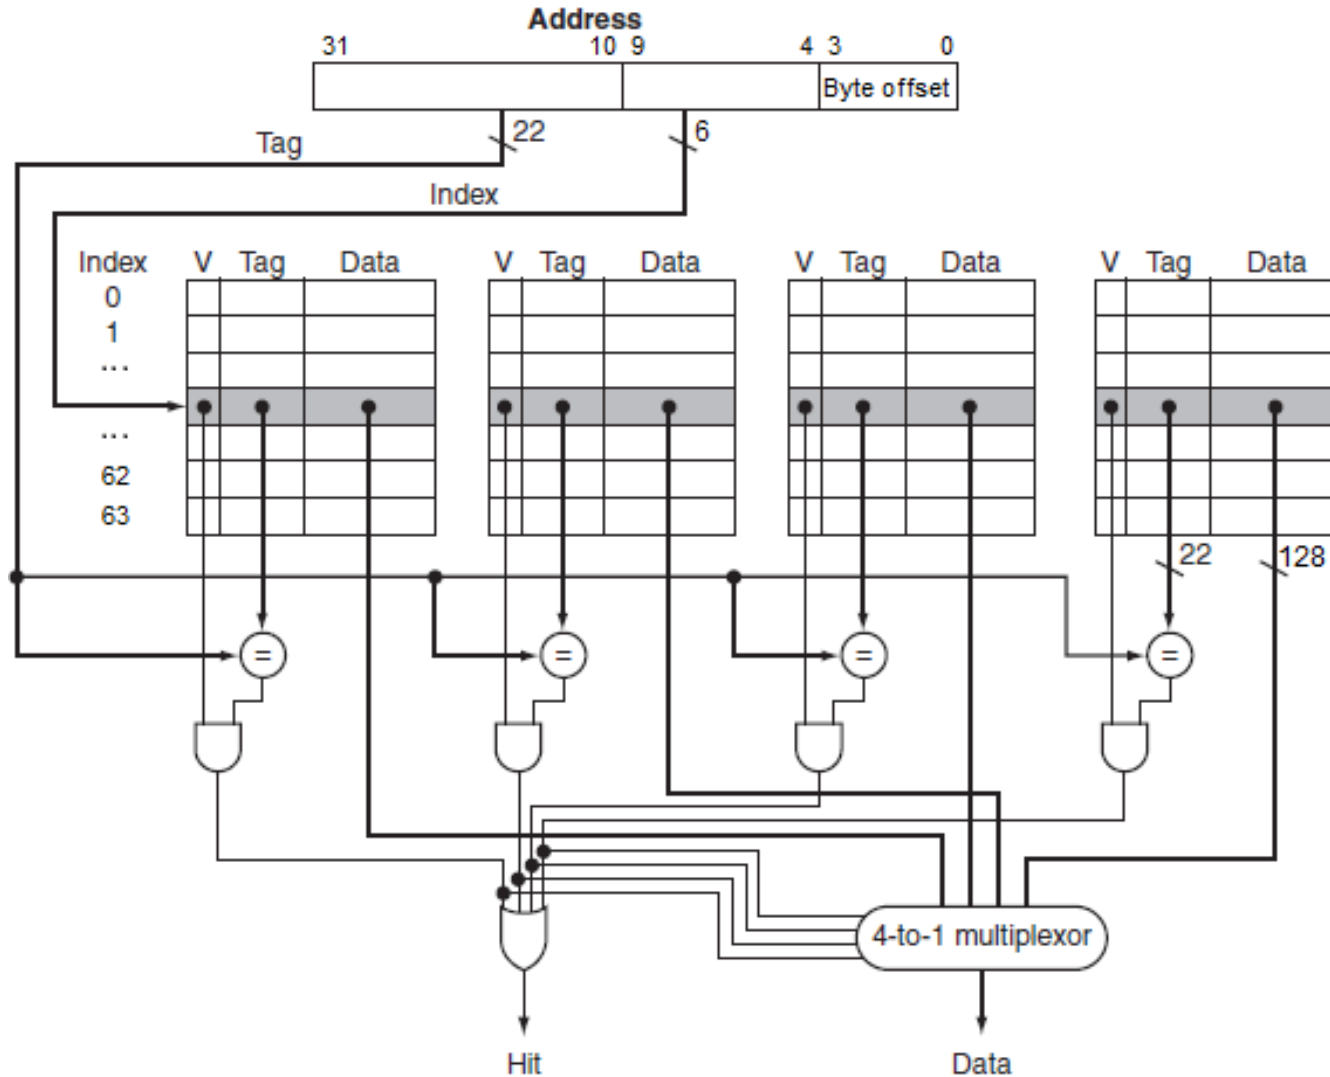 Address
31 10 9 4 3 0
Byte offset
22 6
Tag
Index
Index V Tag Data V Tag Data V Tag Data V Tag Data
0
1
...
...
62
63
22 128
= = = =
4-to-1 multiplexor
Hit Data